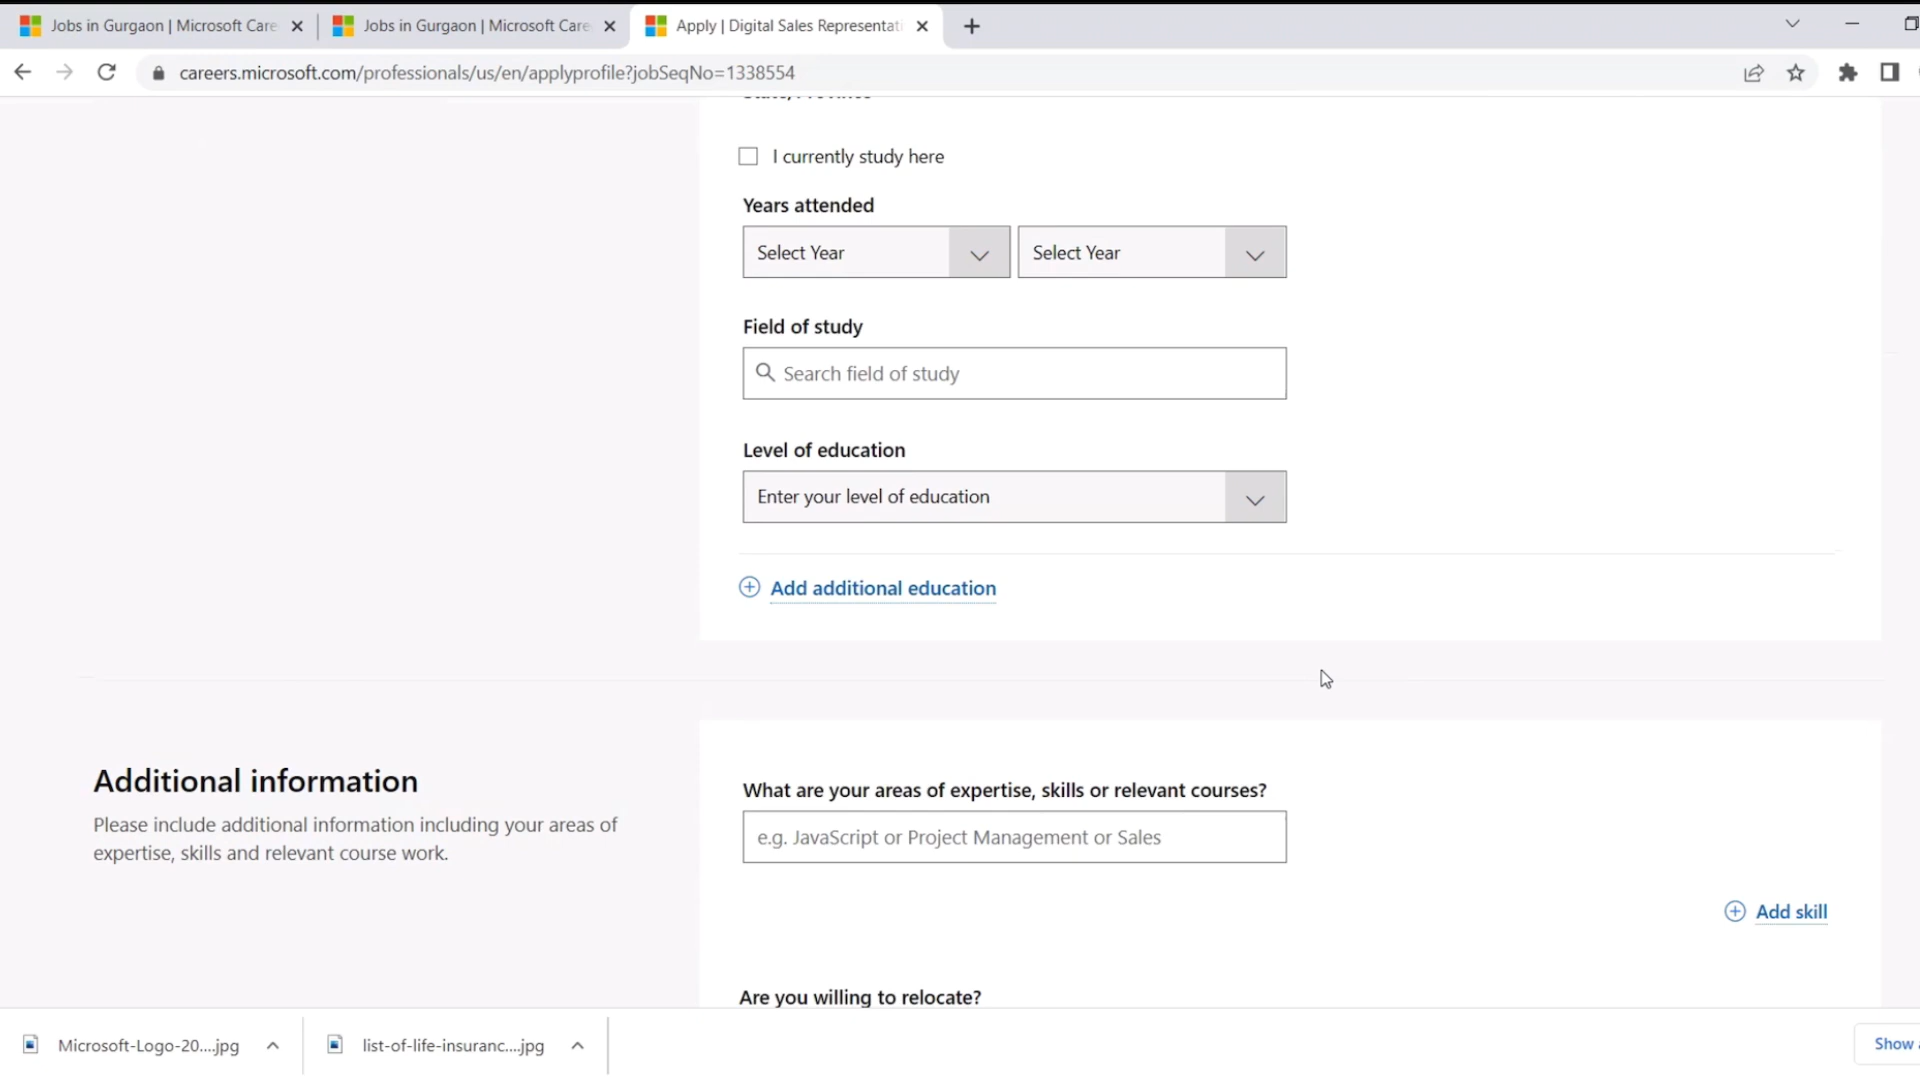 Jobs in Gurgaon | Microsoft Care
Jobs in Gurgaon | Microsoft Care
Apply | Digital Sales Representati
careers.microsoft.com/professionals/us/en/applyprofile?jobSeqNo=1338554
State/Province
I currently study here
Years attended
Select Year
Select Year
Field of study
Search field of study
Level of education
Enter your level of education
Add additional education
Additional information
Please include additional information including your areas of
expertise, skills and relevant course work.
What are your areas of expertise, skills or relevant courses?
e.g. JavaScript or Project Management or Sales
Add skill
Are you willing to relocate?
Microsoft-Logo-20....jpg
list-of-life-insuranc....jpg
Show